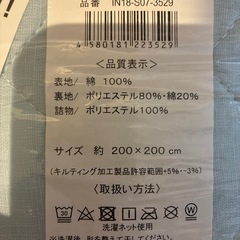 品番 IN18-S07-3529
4 580181 223529
＜品質表示＞
表地/ 綿 100%
裏地/ ポリエステル80%・綿20%
詰物/ ポリエステル100%
サイズ 約 200×200 cm
(キルティング加工製品許容範囲+5%・-3%)
＜取扱い方法＞
30
洗濯ネット使用